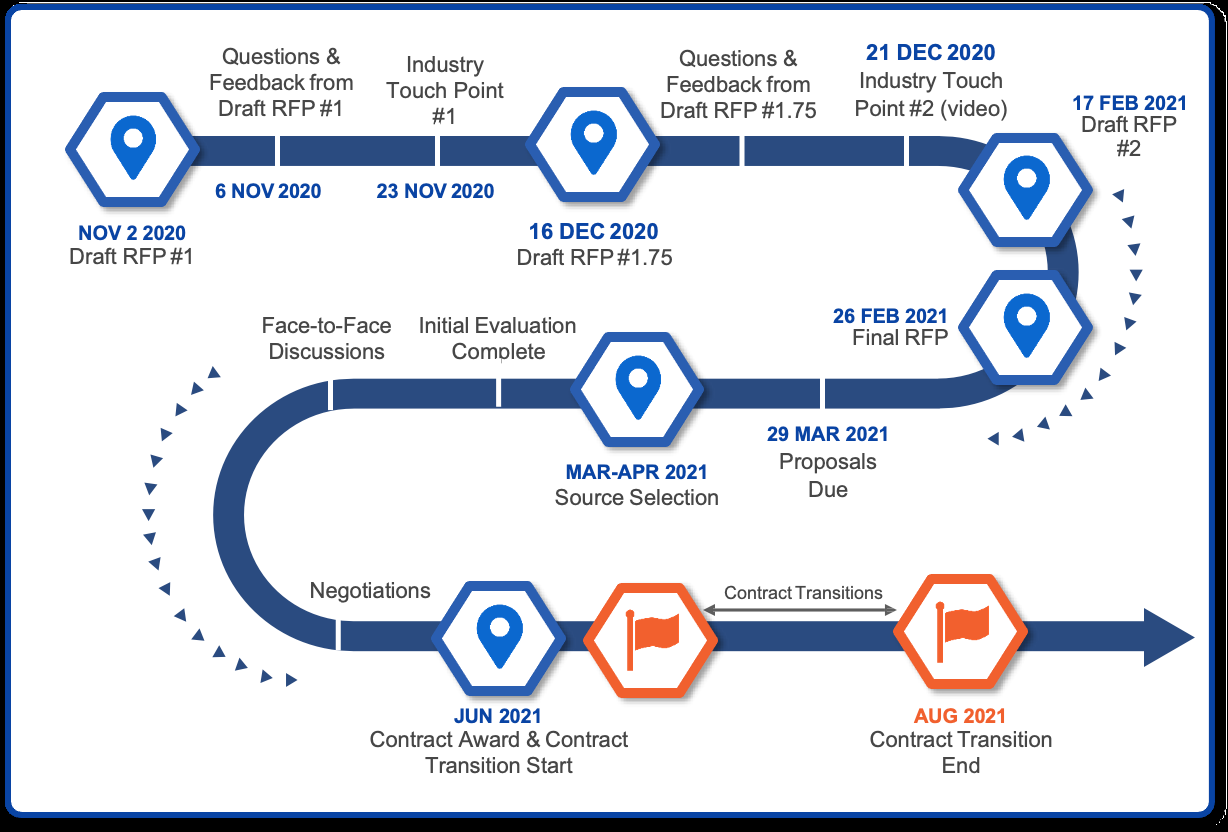 Questions &
Feedback from
Draft RFP #1
6 NOV 2020
Industry
Touch Point
#1
23 NOV 2020
Questions &
Feedback from
Draft RFP #1.75
21 DEC 2020
Industry Touch
Point #2 (video)
17 FEB 2021
Draft RFP
#2
NOV 2 2020
Draft RFP #1
16 DEC 2020
Draft RFP #1.75
26 FEB 2021
Final RFP
29 MAR 2021
Proposals
Due
MAR-APR 2021
Source Selection
Initial Evaluation
Complete
Face-to-Face
Discussions
Negotiations
JUN 2021
Contract Award & Contract
Transition Start
Contract Transitions
AUG 2021
Contract Transition
End